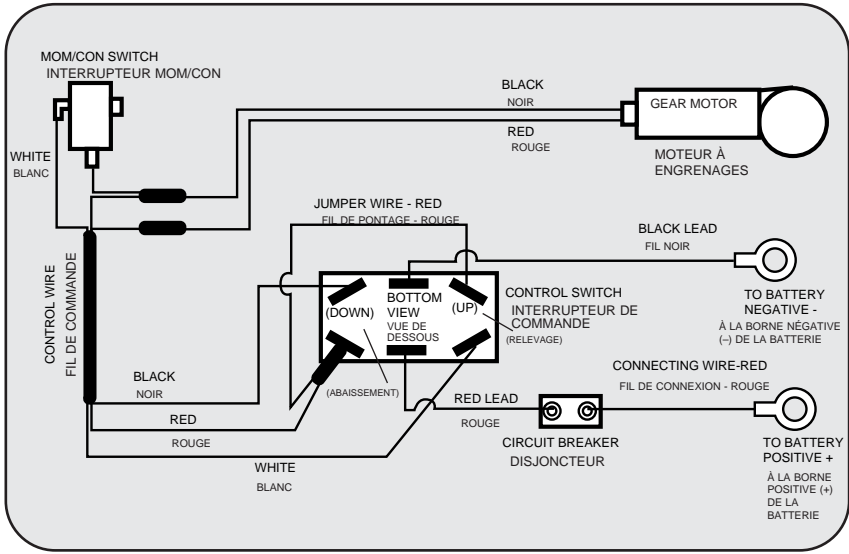 MOM/CON SWITCH
INTERRUPTEUR MOM/CON
BLACK
NOIR
RED
ROUGE
GEAR MOTOR
MOTEUR À
ENGRENAGES
WHITE
BLANC
JUMPER WIRE - RED
FIL DE PONTAGE - ROUGE
BLACK LEAD
FIL NOIR
TO BATTERY
NEGATIVE -
À LA BORNE NÉGATIVE
(–) DE LA BATTERIE
CONTROL WIRE
FIL DE COMMANDE
(DOWN)
BOTTOM
VIEW
VUE DE
DESSOUS
(UP)
CONTROL SWITCH
INTERRUPTEUR DE
COMMANDE
(RELEVAGE)
(ABAISSEMENT)
CONNECTING WIRE-RED
FIL DE CONNEXION - ROUGE
BLACK
NOIR
RED
ROUGE
WHITE
BLANC
RED LEAD
ROUGE
CIRCUIT BREAKER
DISJONCTEUR
TO BATTERY
POSITIVE +
À LA BORNE
POSITIVE (+)
DE LA
BATTERIE